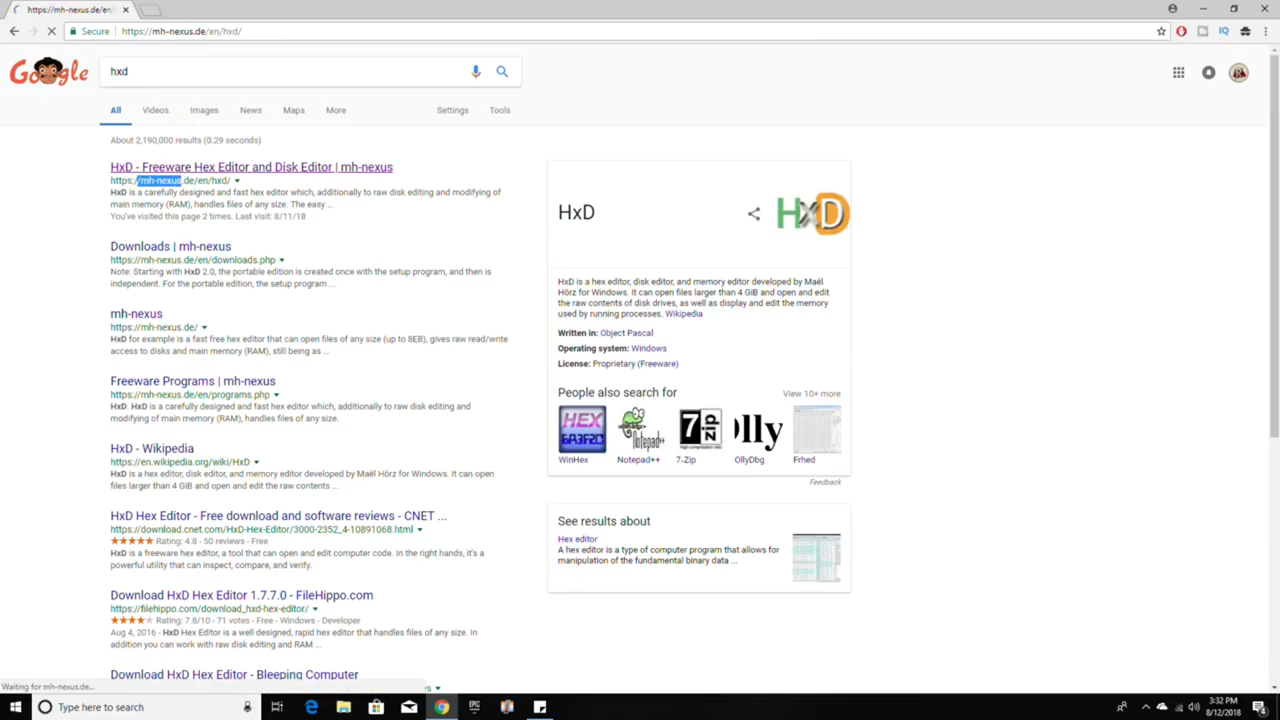 https://mh-nexus.de/en/
Secure
https://mh-nexus.de/en/hxd/
Google
hxd
All
Videos
Images
News
Maps
More
Settings
Tools
About 2,190,000 results (0.29 seconds)
HxD - Freeware Hex Editor and Disk Editor | mh-nexus
https://mh-nexus.de/en/hxd/
HxD is a carefully designed and fast hex editor which, additionally to raw disk editing and modifying of
main memory (RAM), handles files of any size. The easy ...
You've visited this page 2 times. Last visit: 8/11/18
Downloads | mh-nexus
https://mh-nexus.de/en/downloads.php
Note: Starting with HxD 2.0, the portable edition is created once with the setup program, and then is
independent. For the portable edition, the setup program ...
mh-nexus
https://mh-nexus.de/
HxD for example is a fast free hex editor that can open files of any size (up to 8EB), gives raw read/write
access to disks and main memory (RAM), still being as ...
Freeware Programs | mh-nexus
https://mh-nexus.de/en/programs.php
HxD. HxD is a carefully designed and fast hex editor which, additionally to raw disk editing and
modifying of main memory (RAM), handles files of any size.
HxD - Wikipedia
https://en.wikipedia.org/wiki/HxD
HxD is a hex editor, disk editor, and memory editor developed by Maël Hörz for Windows. It can open
files larger than 4 GiB and open and edit the raw contents ...
HxD Hex Editor - Free download and software reviews - CNET ...
https://download.cnet.com/HxD-Hex-Editor/3000-2352_4-10891068.html
Rating: 4.8 - 50 reviews - Free
HxD is a freeware hex editor, a tool that can open and edit computer code. In the right hands, it's a
powerful utility that can inspect, compare, and verify.
Download HxD Hex Editor 1.7.7.0 - FileHippo.com
https://filehippo.com/download_hxd-hex-editor/
Rating: 7.8/10 - 71 votes - Free - Windows - Developer
Aug 4, 2016 - HxD Hex Editor is a well designed, rapid hex editor that handles files of any size. In
addition you can work with raw disk editing and RAM ...
Download HxD Hex Editor - Bleeping Computer
HxD
HxD
HxD is a hex editor, disk editor, and memory editor developed by Maël
Hörz for Windows. It can open files larger than 4 GiB and open and edit
the raw contents of disk drives, as well as display and edit the memory
used by running processes. Wikipedia
Written in: Object Pascal
Operating system: Windows
License: Proprietary (Freeware)
People also search for
View 10+ more
HEX
Notepad++
7zip
Olly
WinHex
Notepad++
7-Zip
OllyDbg
Frhed
Feedback
See results about
Hex editor
A hex editor is a type of computer program that allows for
manipulation of the fundamental binary data ...
Waiting for mh-nexus.de...
Type here to search
EPIC
3:32 PM
8/12/2018
4